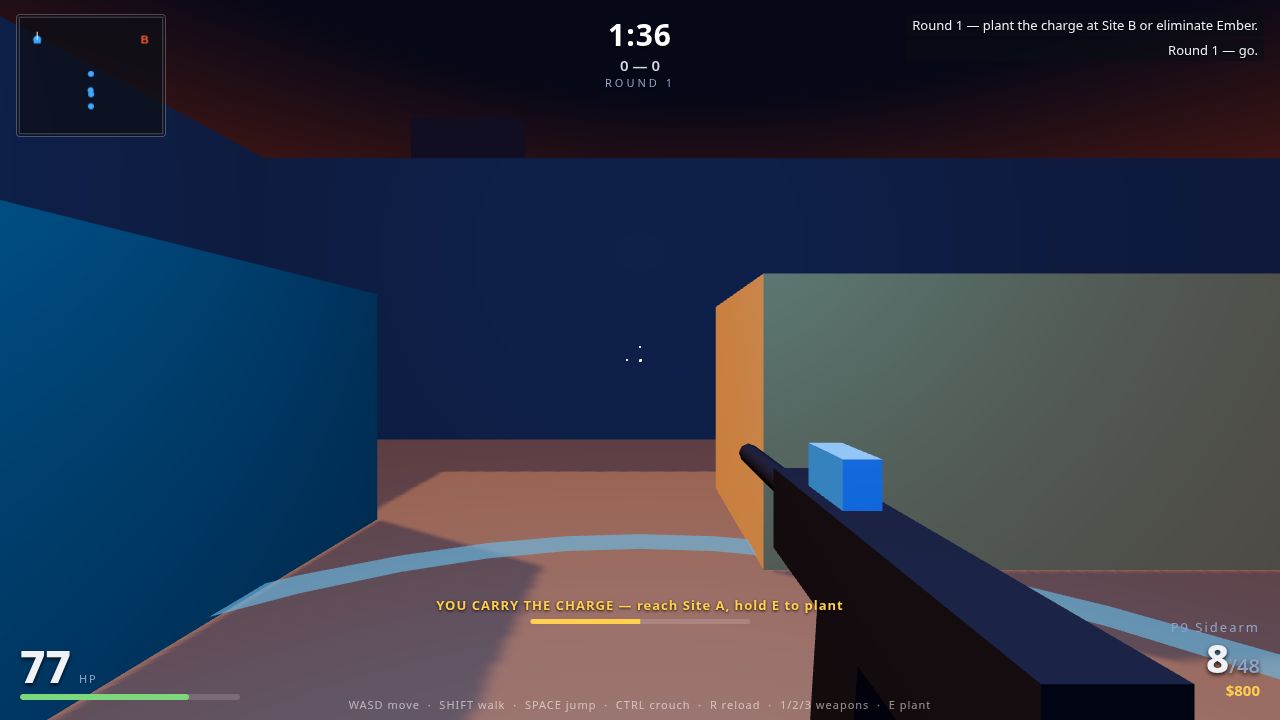 B
1:36
0 — 0
ROUND 1
Round 1 — plant the charge at Site B or eliminate Ember.
Round 1 — go.
YOU CARRY THE CHARGE — reach Site A, hold E to plant
77 HP
P9 Sidearm
8/48
$800
WASD move · SHIFT walk · SPACE jump · CTRL crouch · R reload · 1/2/3 weapons · E plant